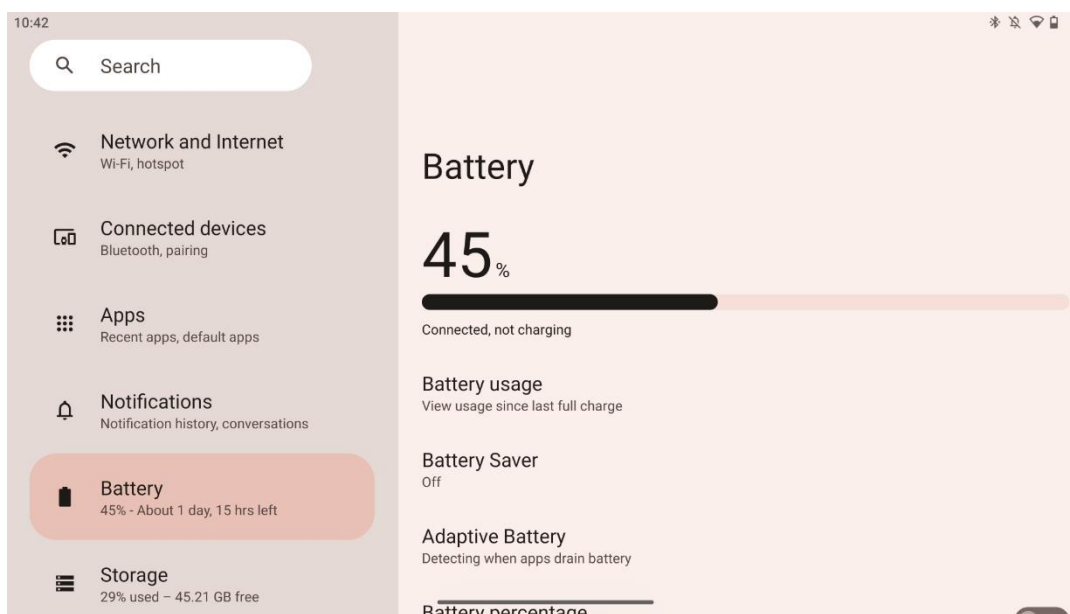 10:42
Search
Network and Internet
Wi-Fi, hotspot
Connected devices
Bluetooth, pairing
Apps
Recent apps, default apps
Notifications
Notification history, conversations
Battery
45% - About 1 day, 15 hrs left
Storage
29% used – 45.21 GB free
Battery
45%
Connected, not charging
Battery usage
View usage since last full charge
Battery Saver
Off
Adaptive Battery
Detecting when apps drain battery
Battery percentage